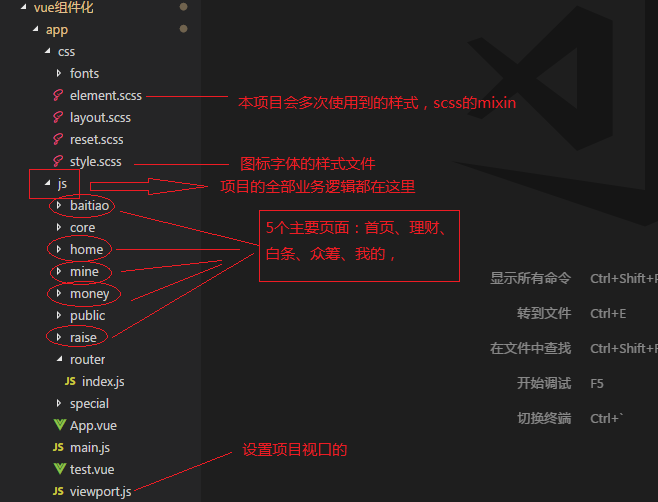 vue组件化
app
css
fonts
element.scss
本项目会多次使用到的样式，scss的mixin
layout.scss
reset.scss
style.scss
图标字体的样式文件
js
项目的全部业务逻辑都在这里
baitiao
core
home
mine
money
public
raise
router
JS index.js
special
App.vue
JS main.js
test.vue
JS viewport.js
5个主要页面：首页、理财、
白条、众筹、我的，
设置项目视口的
显示所有命令 Ctrl+Shift+P
转到文件 Ctrl+E
在文件中查找 Ctrl+Shift+F
开始调试 F5
切换终端 Ctrl+`